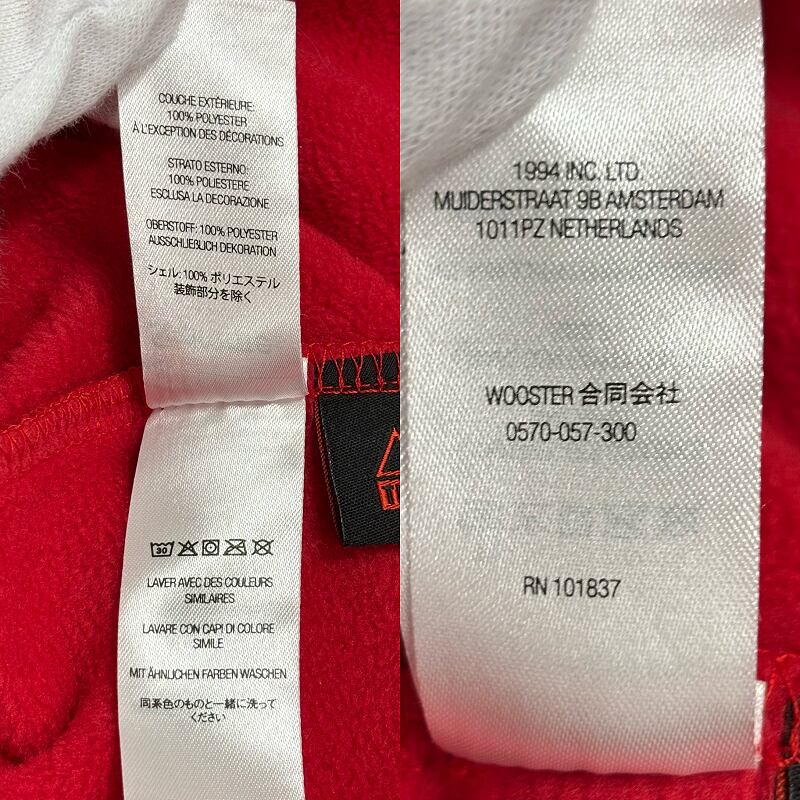 COUCHE EXTÉRIEURE:
100% POLYESTER
À L'EXCEPTION DES DÉCORATIONS
STRATO ESTERNO:
100% POLIESTERE
ESCLUSA LA DECORAZIONE
OBERSTOFF: 100% POLYESTER
AUSSCHLIEßLICH DEKORATION
シェル: 100% ポリエステル
装飾部分を除く
30
LAVER AVEC DES COULEURS
SIMILAIRES
LAVARE CON CAPI DI COLORE
SIMILE
MIT ÄHNLICHEN FARBEN WASCHEN
同系色のものと一緒に洗って
ください
1994 INC. LTD.
MUIDERSTRAAT 9B AMSTERDAM
1011PZ NETHERLANDS
WOOSTER 合同会社
0570-057-300
RN 101837